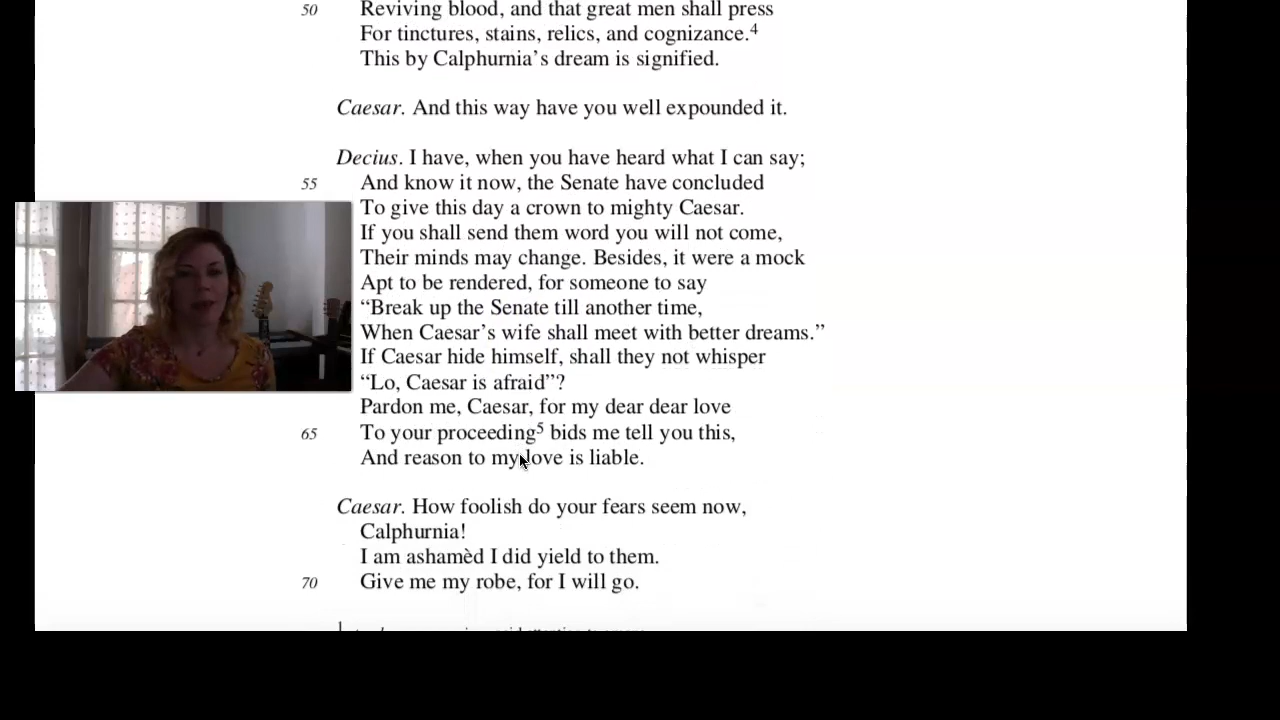 50 Reviving blood, and that great men shall press
For tinctures, stains, relics, and cognizance.4
This by Calphurnia’s dream is signified.
Caesar. And this way have you well expounded it.
Decius. I have, when you have heard what I can say;
55 And know it now, the Senate have concluded
To give this day a crown to mighty Caesar.
If you shall send them word you will not come,
Their minds may change. Besides, it were a mock
Apt to be rendered, for someone to say
“Break up the Senate till another time,
When Caesar’s wife shall meet with better dreams.”
If Caesar hide himself, shall they not whisper
“Lo, Caesar is afraid”?
Pardon me, Caesar, for my dear dear love
65 To your proceeding5 bids me tell you this,
And reason to my love is liable.
Caesar. How foolish do your fears seem now,
Calphurnia!
I am ashamèd I did yield to them.
70 Give me my robe, for I will go.